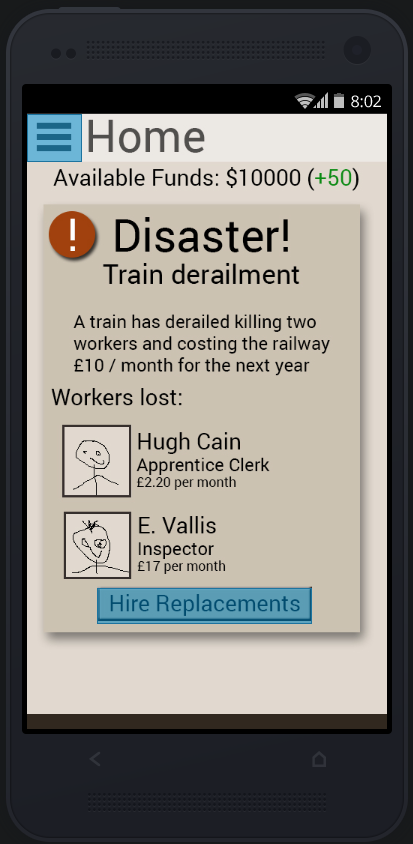 8:02
Home
Available Funds: $10000 (+50)
! Disaster!
Train derailment
A train has derailed killing two
workers and costing the railway
£10 / month for the next year
Workers lost:
Hugh Cain
Apprentice Clerk
£2.20 per month
E. Vallis
Inspector
£17 per month
Hire Replacements